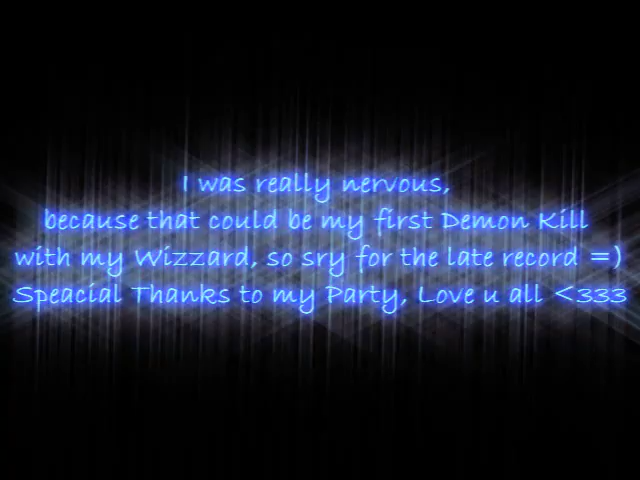 I was really nervous,
because that could be my first Demon Kill
with my Wizzard, so sry for the late record =)
Speacial Thanks to my Party, Love u all <333